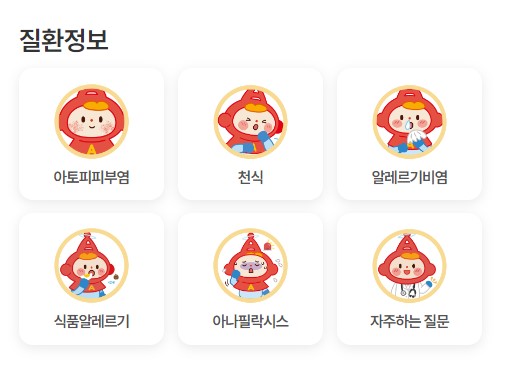 질환정보
아토피피부염
천식
알레르기비염
식품알레르기
아나필락시스
자주하는 질문